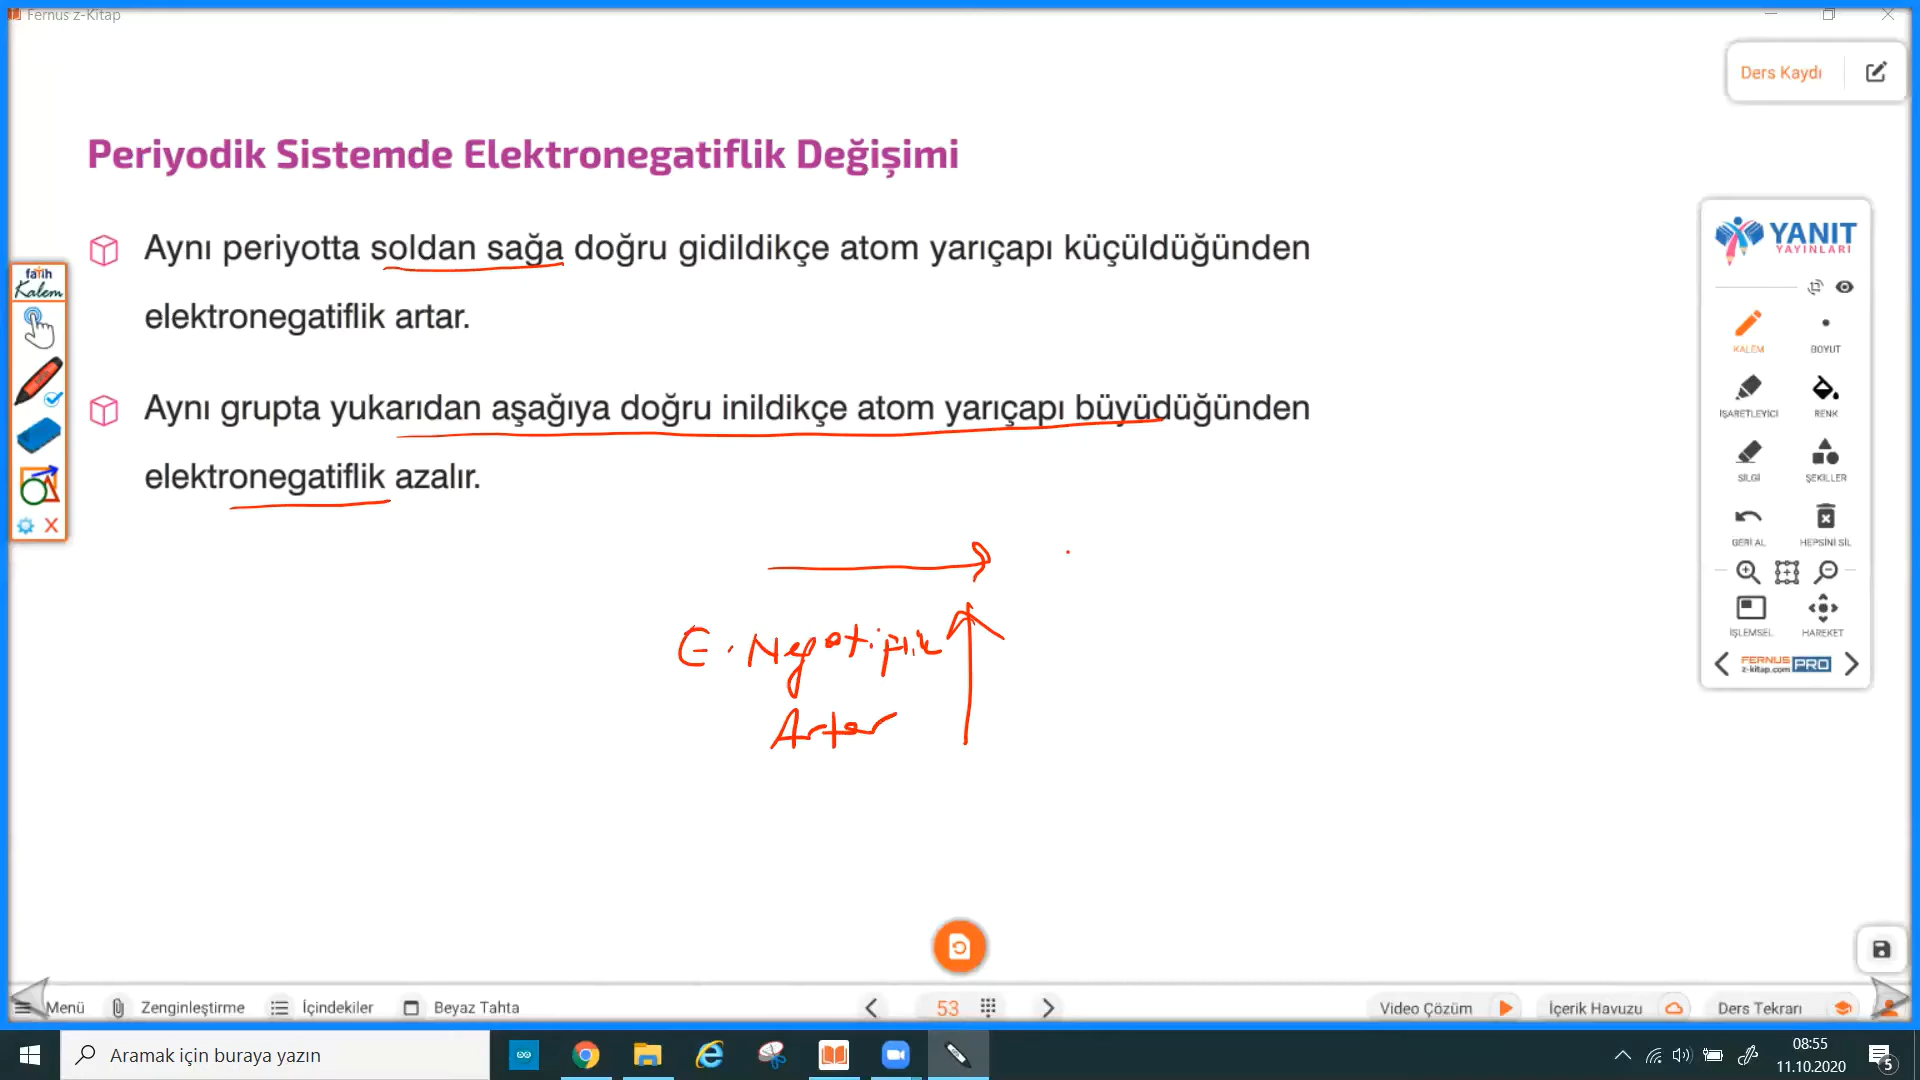 Fernus z-Kitap
Ders Kaydı
Periyodik Sistemde Elektronegatiflik Değişimi
Aynı periyotta soldan sağa doğru gidildikçe atom yarıçapı küçüldüğünden
elektronegatiflik artar.
Aynı grupta yukarıdan aşağıya doğru inildikçe atom yarıçapı büyüdüğünden
elektronegatiflik azalır.
E. Negatiflik
Artar
fatih
Kalem
YANIT
YAYINLARI
KALEM
BOYUT
İŞARETLEYİCİ
RENK
SİLGİ
ŞEKİLLER
GERİ AL
HEPSİNİ SİL
İŞLEMSEL
HAREKET
FERNUS
z-kitap.com
PRO
Menü
Zenginleştirme
İçindekiler
Beyaz Tahta
53
Video Çözüm
İçerik Havuzu
Ders Tekrarı
Aramak için buraya yazın
08:55
11.10.2020
5